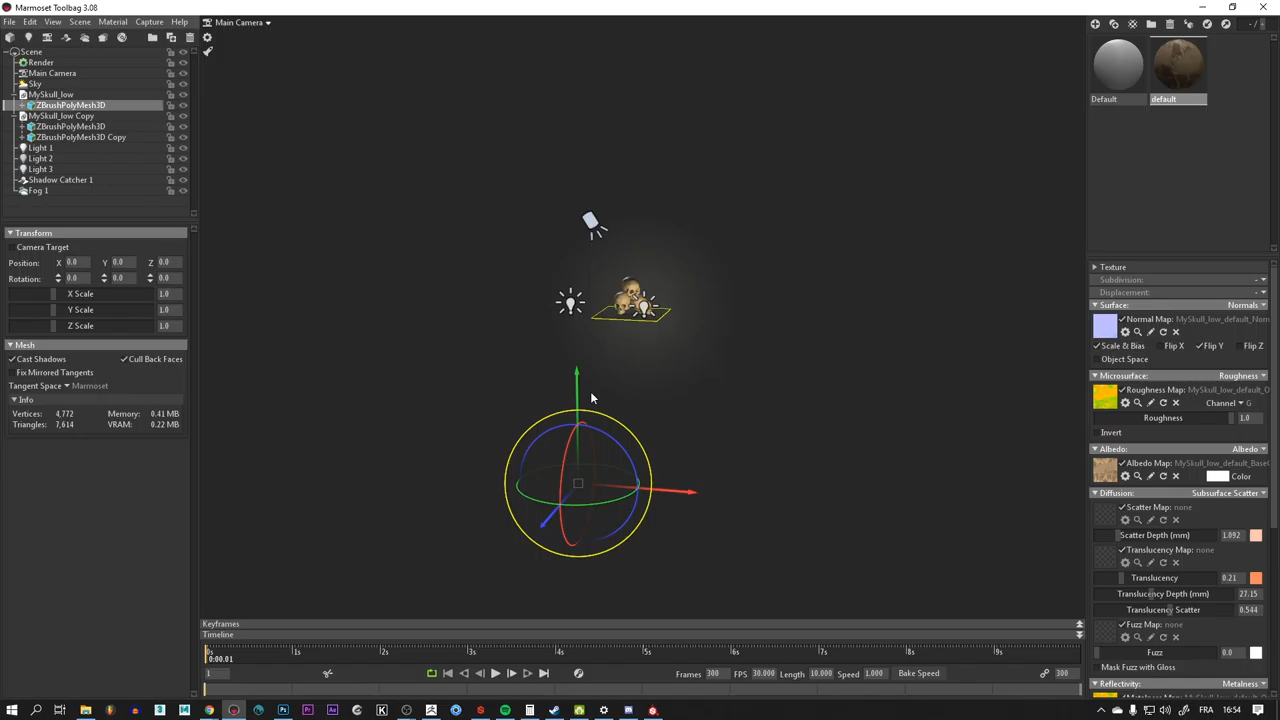 Marmoset Toolbag 3.08
File Edit View Scene Material Capture Help
Main Camera
Scene
Render
Main Camera
Sky
MySkull_low
ZBrushPolyMesh3D
MySkull_low Copy
ZBrushPolyMesh3D
ZBrushPolyMesh3D Copy
Light 1
Light 2
Light 3
Shadow Catcher 1
Fog 1
Transform
Camera Target
Position: X 0.0 Y 0.0 Z 0.0
Rotation: 0.0 0.0 0.0
X Scale 1.0
Y Scale 1.0
Z Scale 1.0
Mesh
Cast Shadows Cull Back Faces
Fix Mirrored Tangents
Tangent Space Marmoset
Info
Vertices: 4,772 Memory: 0.41 MB
Triangles: 7,614 VRAM: 0.22 MB
Keyframes
Timeline
0s 1s 2s 3s 4s 5s 6s 7s 8s 9s
0:00.01
1 Frames 300 FPS 30.000 Length 10.000 Speed 1.000 Bake Speed 300
Default default
Texture
Subdivision: -
Displacement: -
Surface: Normals
Normal Map: MySkull_low_default_Nor
Scale & Bias Flip X Flip Y Flip Z
Object Space
Microsurface: Roughness
Roughness Map: MySkull_low_default_O
Channel G
Roughness 1.0
Invert
Albedo: Albedo
Albedo Map: MySkull_low_default_Base
Color
Diffusion: Subsurface Scatter
Scatter Map: none
Scatter Depth (mm) 1.092
Translucency Map: none
Translucency 0.21
Translucency Depth (mm) 27.15
Translucency Scatter 0.544
Fuzz Map: none
Fuzz 0.0
Mask Fuzz with Gloss
Reflectivity: Metalness
FRA 16:54